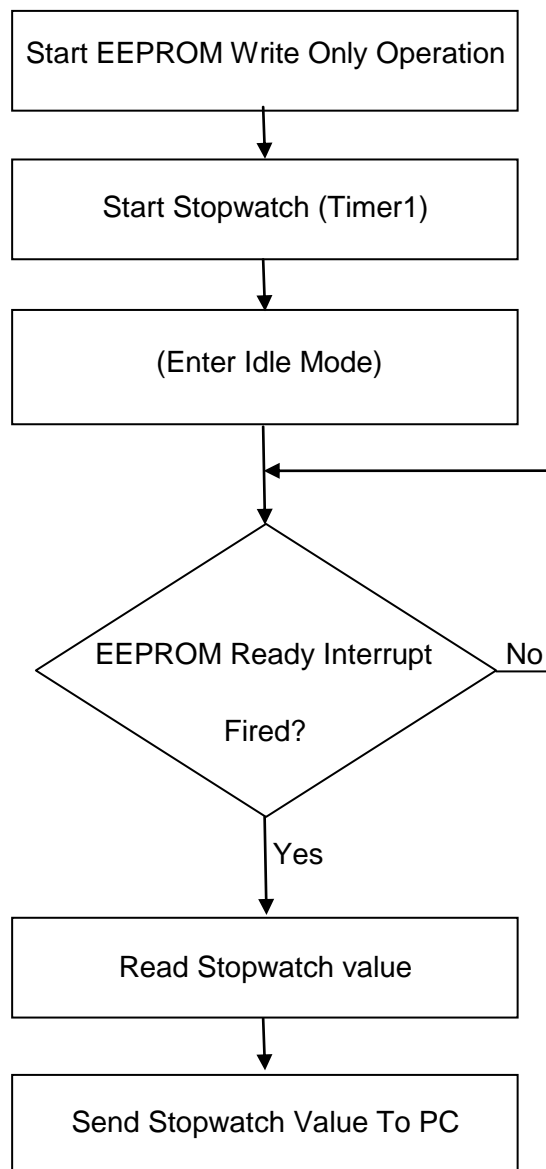 Start EEPROM Write Only Operation
Start Stopwatch (Timer1)
(Enter Idle Mode)
EEPROM Ready Interrupt
No
Fired?
Yes
Read Stopwatch value
Send Stopwatch Value To PC